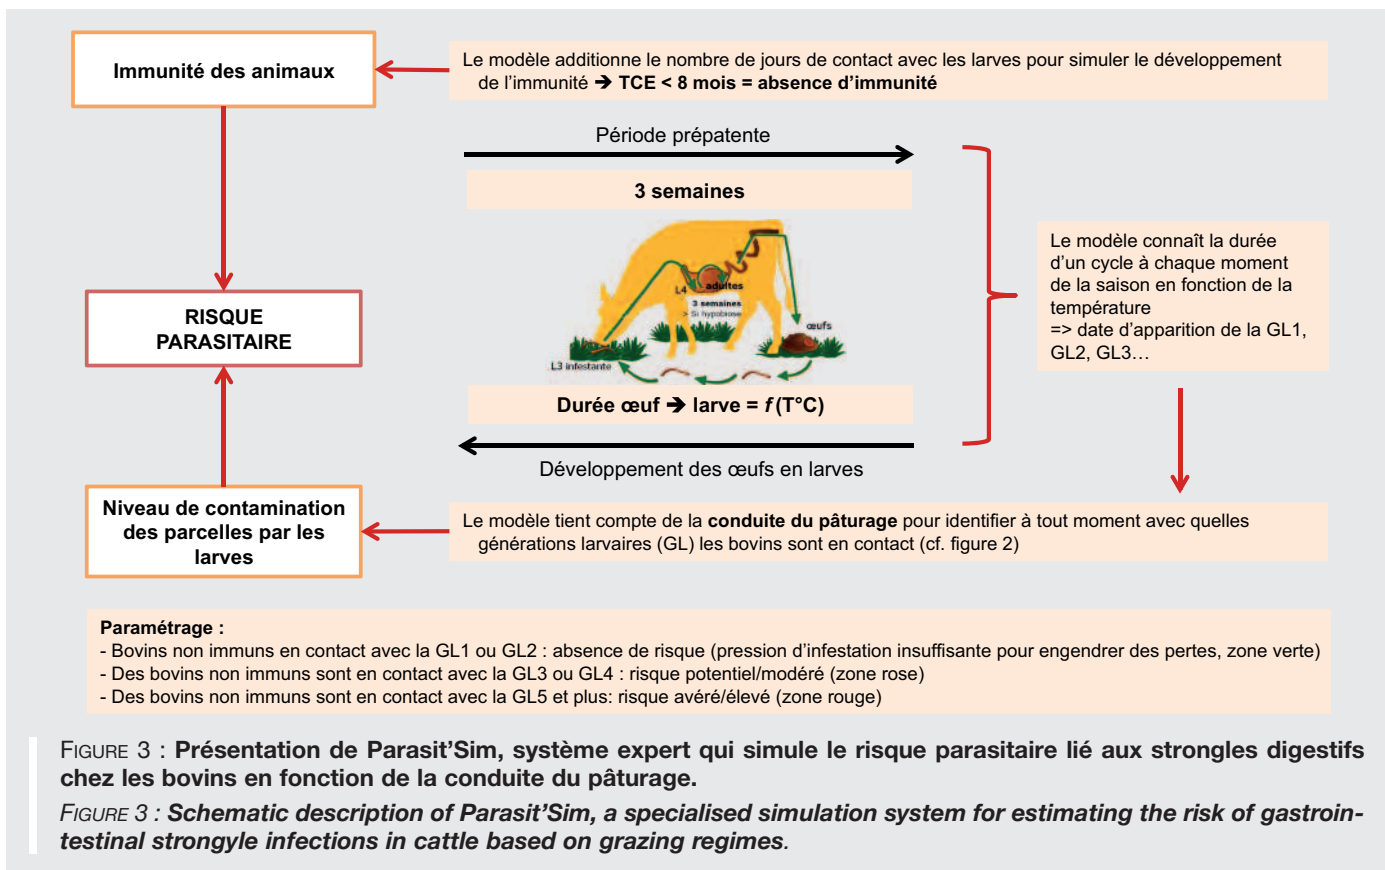 Immunité des animaux
Le modèle additionne le nombre de jours de contact avec les larves pour simuler le développement
de l'immunité ➔ TCE < 8 mois = absence d'immunité
Période prépatente
3 semaines
L4
adultes
3 semaines
> Si hypobiose
œufs
L3 infestante
Durée œuf ➔ larve = f (T°C)
Développement des œufs en larves
Le modèle connaît la durée
d'un cycle à chaque moment
de la saison en fonction de la
température
=> date d'apparition de la GL1,
GL2, GL3…
RISQUE
PARASITAIRE
Niveau de contamination
des parcelles par les
larves
Le modèle tient compte de la conduite du pâturage pour identifier à tout moment avec quelles
générations larvaires (GL) les bovins sont en contact (cf. figure 2)
Paramétrage :
- Bovins non immuns en contact avec la GL1 ou GL2 : absence de risque (pression d'infestation insuffisante pour engendrer des pertes, zone verte)
- Des bovins non immuns sont en contact avec la GL3 ou GL4 : risque potentiel/modéré (zone rose)
- Des bovins non immuns sont en contact avec la GL5 et plus: risque avéré/élevé (zone rouge)
FIGURE 3 : Présentation de Parasit'Sim, système expert qui simule le risque parasitaire lié aux strongles digestifs
chez les bovins en fonction de la conduite du pâturage.
FIGURE 3 : Schematic description of Parasit'Sim, a specialised simulation system for estimating the risk of gastroin-
testinal strongyle infections in cattle based on grazing regimes.